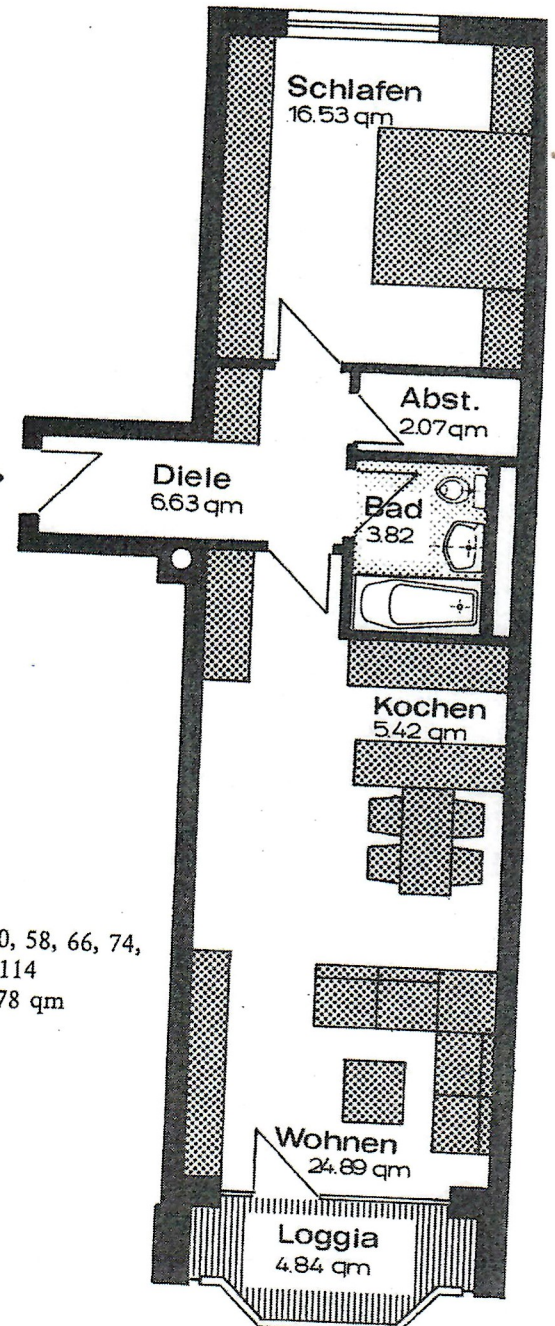 Schlafen
16.53 qm
Abst.
2.07qm
Diele
6.63 qm
Bad
3.82
Kochen
5.42 qm
0, 58, 66, 74,
114
78 qm
Wohnen
24.89 qm
Loggia
4.84 qm